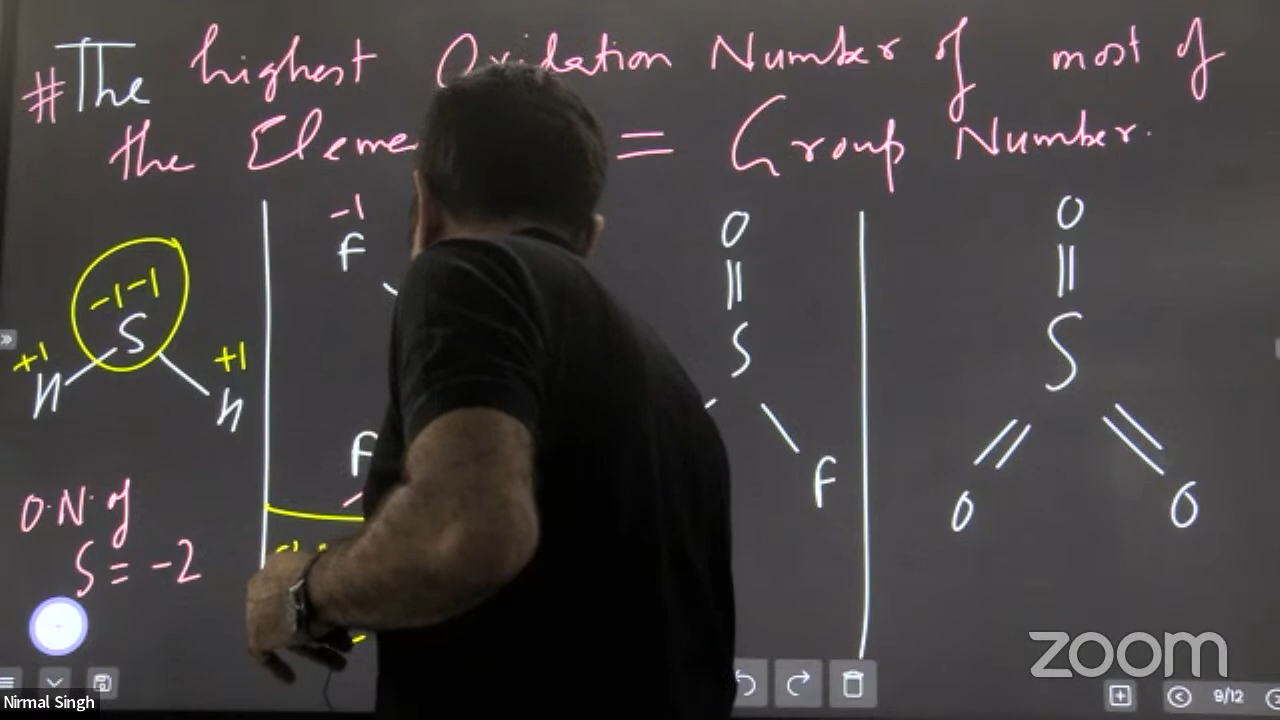 # The highest Oxidation Number of most of
the Eleme = Group Number.
-1-1
S
+1 +1
H H
O.N. of
S = -2
-1
F
F
O
S
F
O
S
O O
zoom
Nirmal Singh
9/12